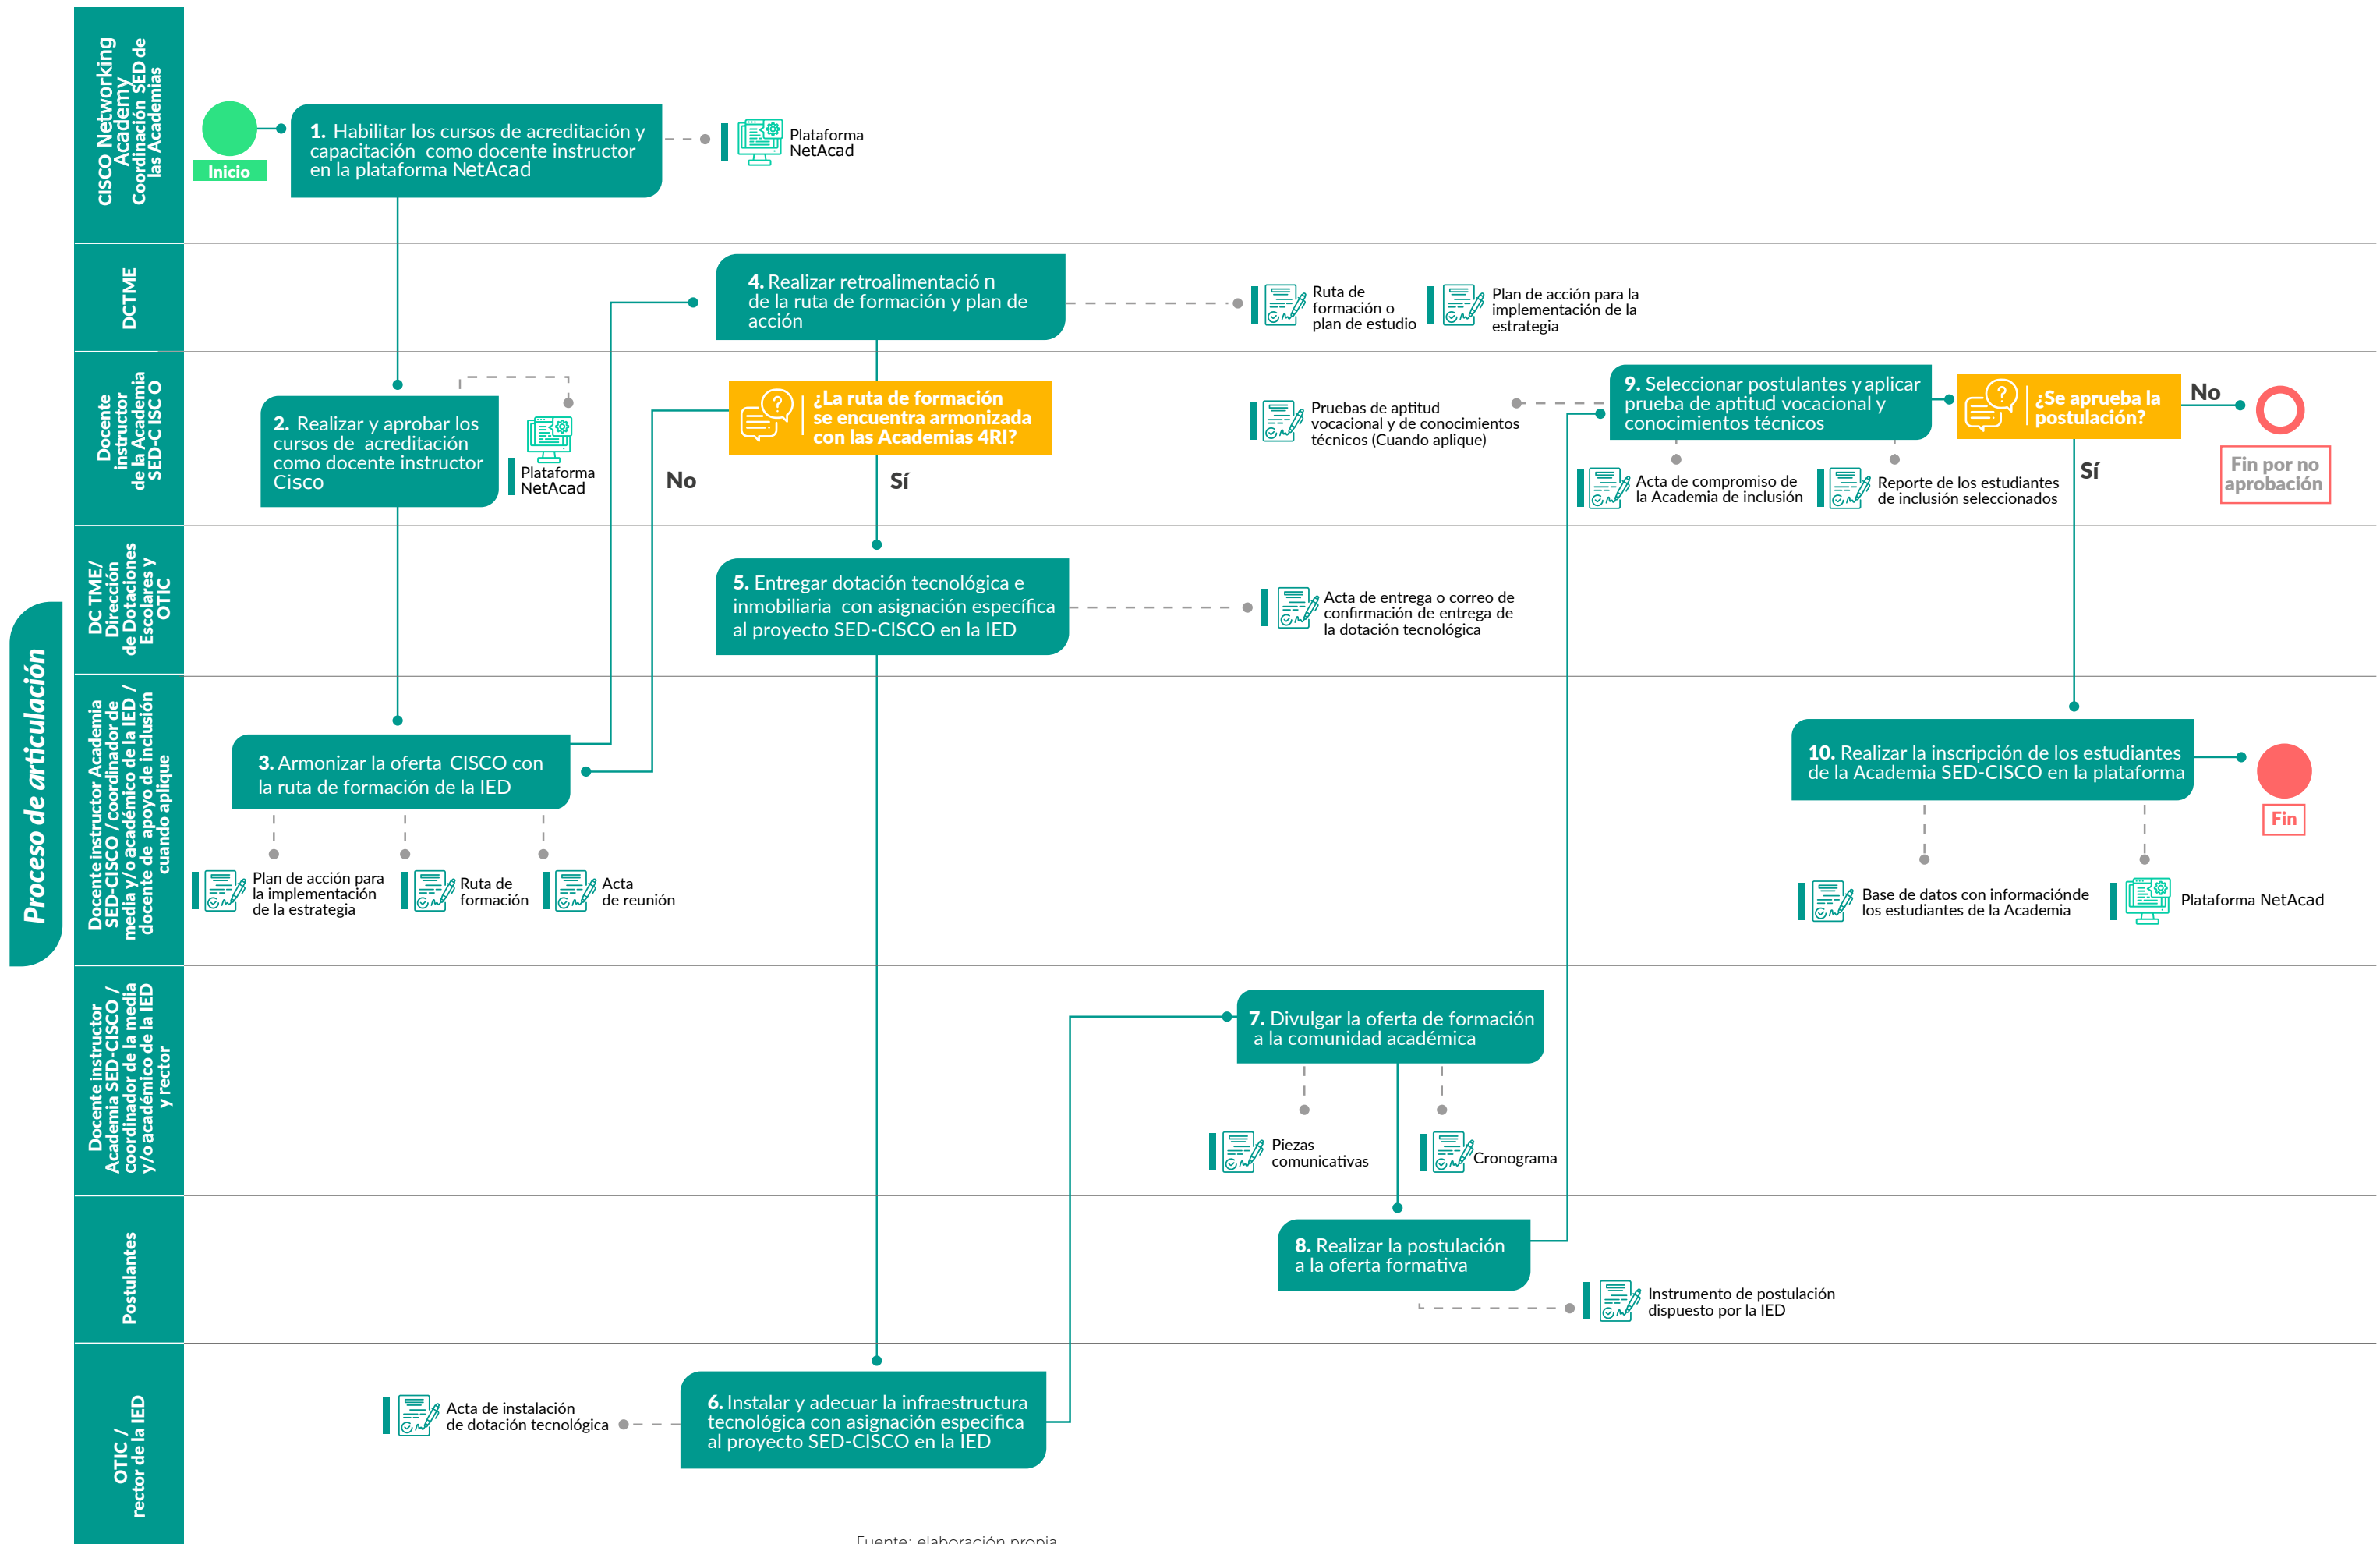 Proceso de articulación
CISCO Networking
Academy
Coordinación SED de
las Academias
Inicio
1. Habilitar los cursos de acreditación y
capacitación como docente instructor
en la plataforma NetAcad
Plataforma
NetAcad
DCTME
4. Realizar retroalimentació n
de la ruta de formación y plan de
acción
Ruta de
formación o
plan de estudio
Plan de acción para la
implementación de la
estrategia
Docente
instructor
de la Academia
SED-CISC O
2. Realizar y aprobar los
cursos de acreditación
como docente instructor
Cisco
Plataforma
NetAcad
¿La ruta de formación
se encuentra armonizada
con las Academias 4RI?
No
Sí
Pruebas de aptitud
vocacional y de conocimientos
técnicos (Cuando aplique)
9. Seleccionar postulantes y aplicar
prueba de aptitud vocacional y
conocimientos técnicos
Acta de compromiso de
la Academia de inclusión
Reporte de los estudiantes
de inclusión seleccionados
¿Se aprueba la
postulación?
No
Sí
Fin por no
aprobación
DC TME/
Dirección
de Dotaciones
Escolares y
OTIC
5. Entregar dotación tecnológica e
inmobiliaria con asignación específica
al proyecto SED-CISCO en la IED
Acta de entrega o correo de
confirmación de entrega de
la dotación tecnológica
Docente instructor Academia
SED-CISCO / coordinador de
media y/o académico de la IED /
docente de apoyo de inclusión
cuando aplique
3. Armonizar la oferta CISCO con
la ruta de formación de la IED
Plan de acción para
la implementación
de la estrategia
Ruta de
formación
Acta
de reunión
10. Realizar la inscripción de los estudiantes
de la Academia SED-CISCO en la plataforma
Fin
Base de datos con información de
los estudiantes de la Academia
Plataforma NetAcad
Docente instructor
Academia SED-CISCO /
Coordinador de la media
y/o académico de la IED
y rector
7. Divulgar la oferta de formación
a la comunidad académica
Piezas
comunicativas
Cronograma
Postulantes
8. Realizar la postulación
a la oferta formativa
Instrumento de postulación
dispuesto por la IED
OTIC /
rector de la IED
Acta de instalación
de dotación tecnológica
6. Instalar y adecuar la infraestructura
tecnológica con asignación especifica
al proyecto SED-CISCO en la IED
Fuente: elaboración propia